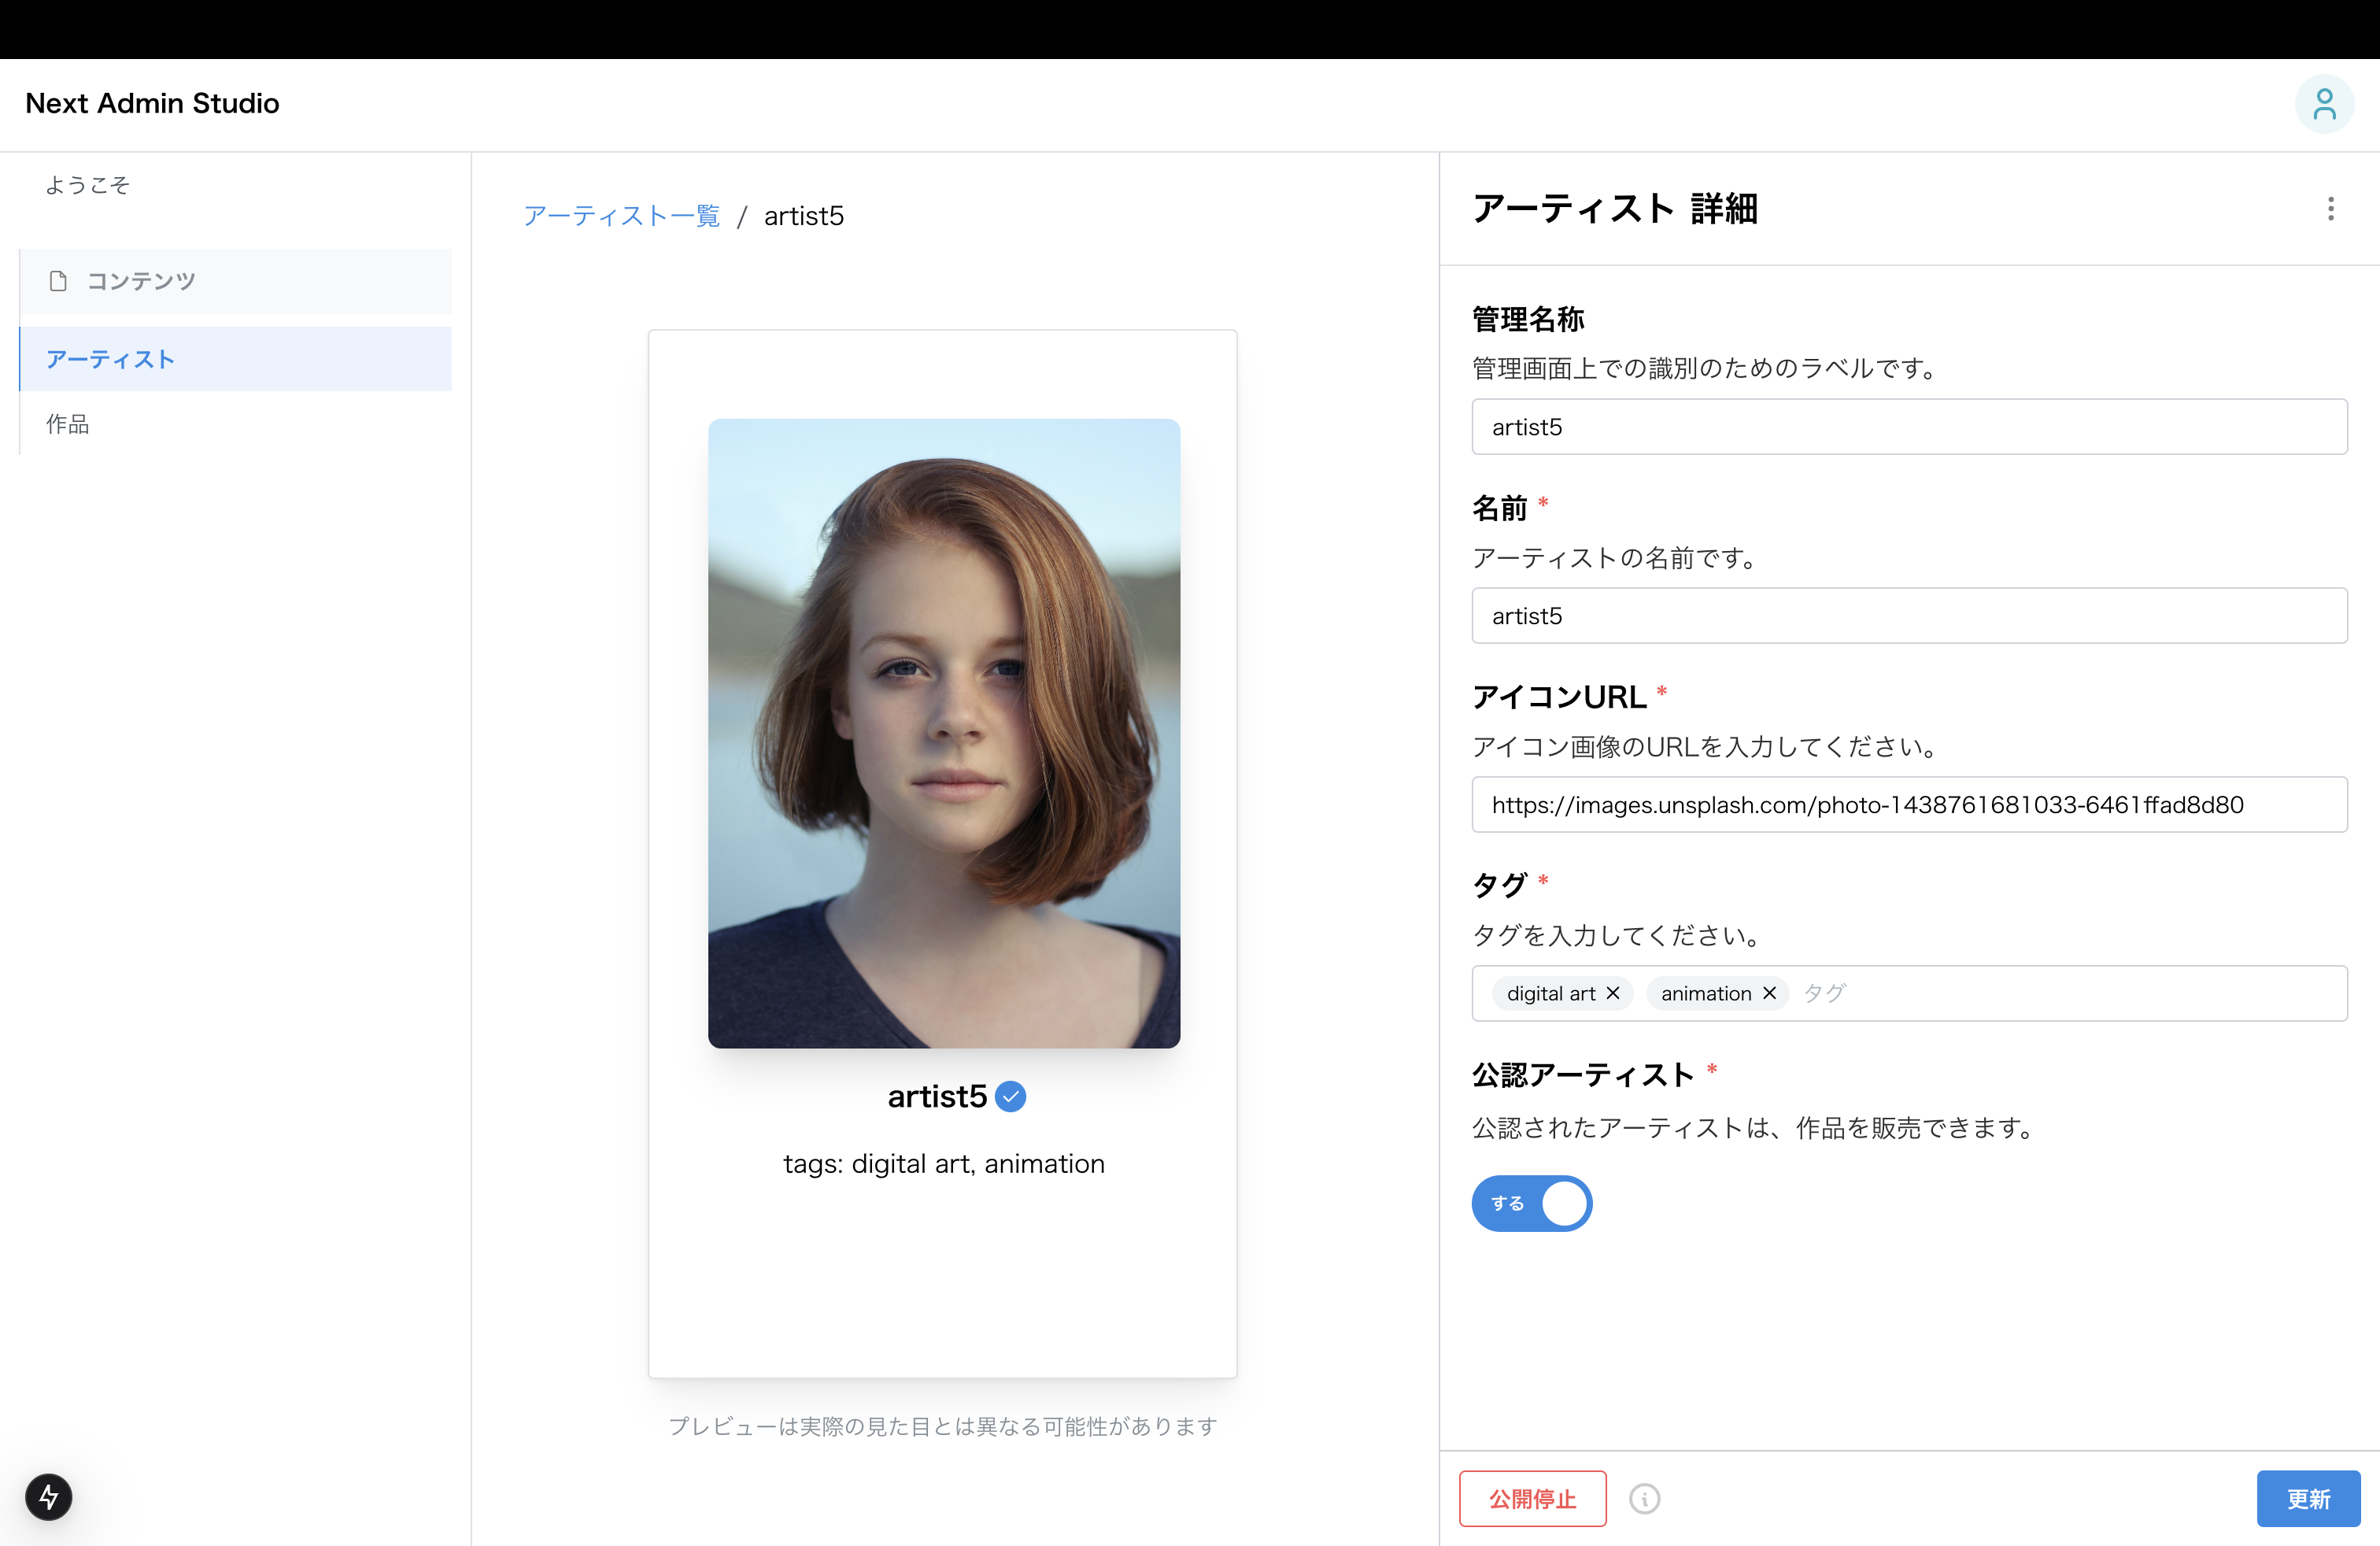 Next Admin Studio
ようこそ
コンテンツ
アーティスト
作品
アーティスト一覧 / artist5
artist5
tags: digital art, animation
プレビューは実際の見た目とは異なる可能性があります
アーティスト 詳細
管理名称
管理画面上での識別のためのラベルです。
artist5
名前 *
アーティストの名前です。
artist5
アイコンURL *
アイコン画像のURLを入力してください。
https://images.unsplash.com/photo-1438761681033-6461ffad8d80
タグ *
タグを入力してください。
digital art × animation × タグ
公認アーティスト *
公認されたアーティストは、作品を販売できます。
する
公開停止
更新